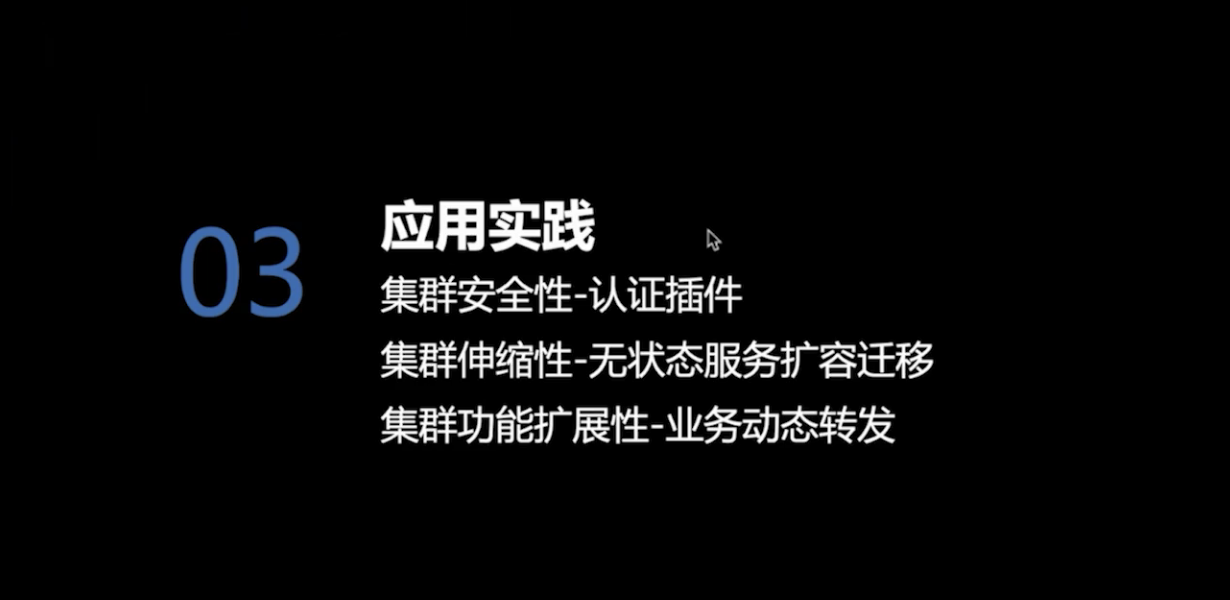 03
应用实践
集群安全性-认证插件
集群伸缩性-无状态服务扩容迁移
集群功能扩展性-业务动态转发